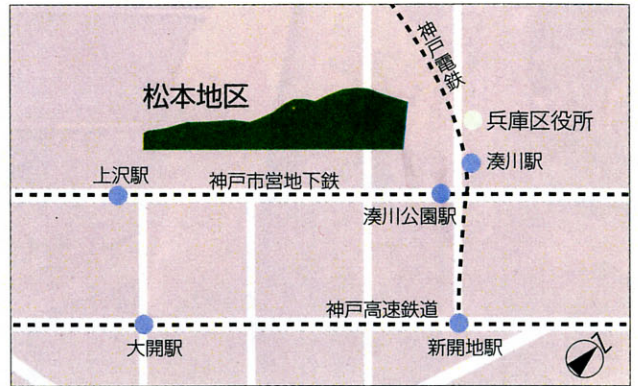 神戸電鉄
松本地区
兵庫区役所
湊川駅
上沢駅
神戸市営地下鉄
湊川公園駅
神戸高速鉄道
大開駅
新開地駅
Z